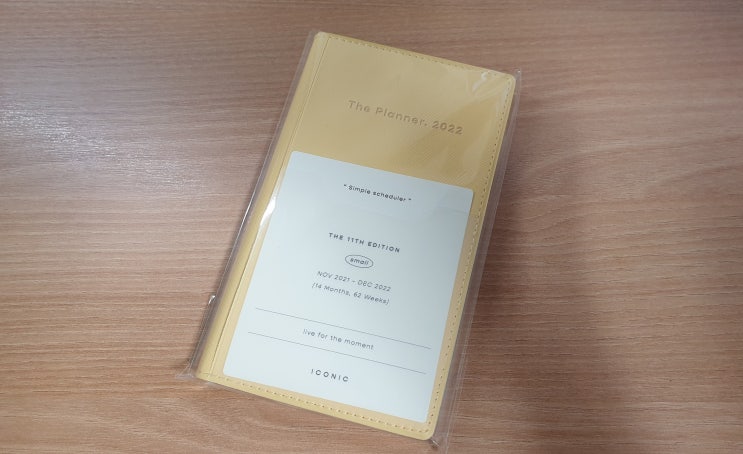 The Planner. 2022
" Simple scheduler "
THE 11TH EDITION
small
NOV 2021 - DEC 2022
(14 Months, 62 Weeks)
live for the moment
ICONIC